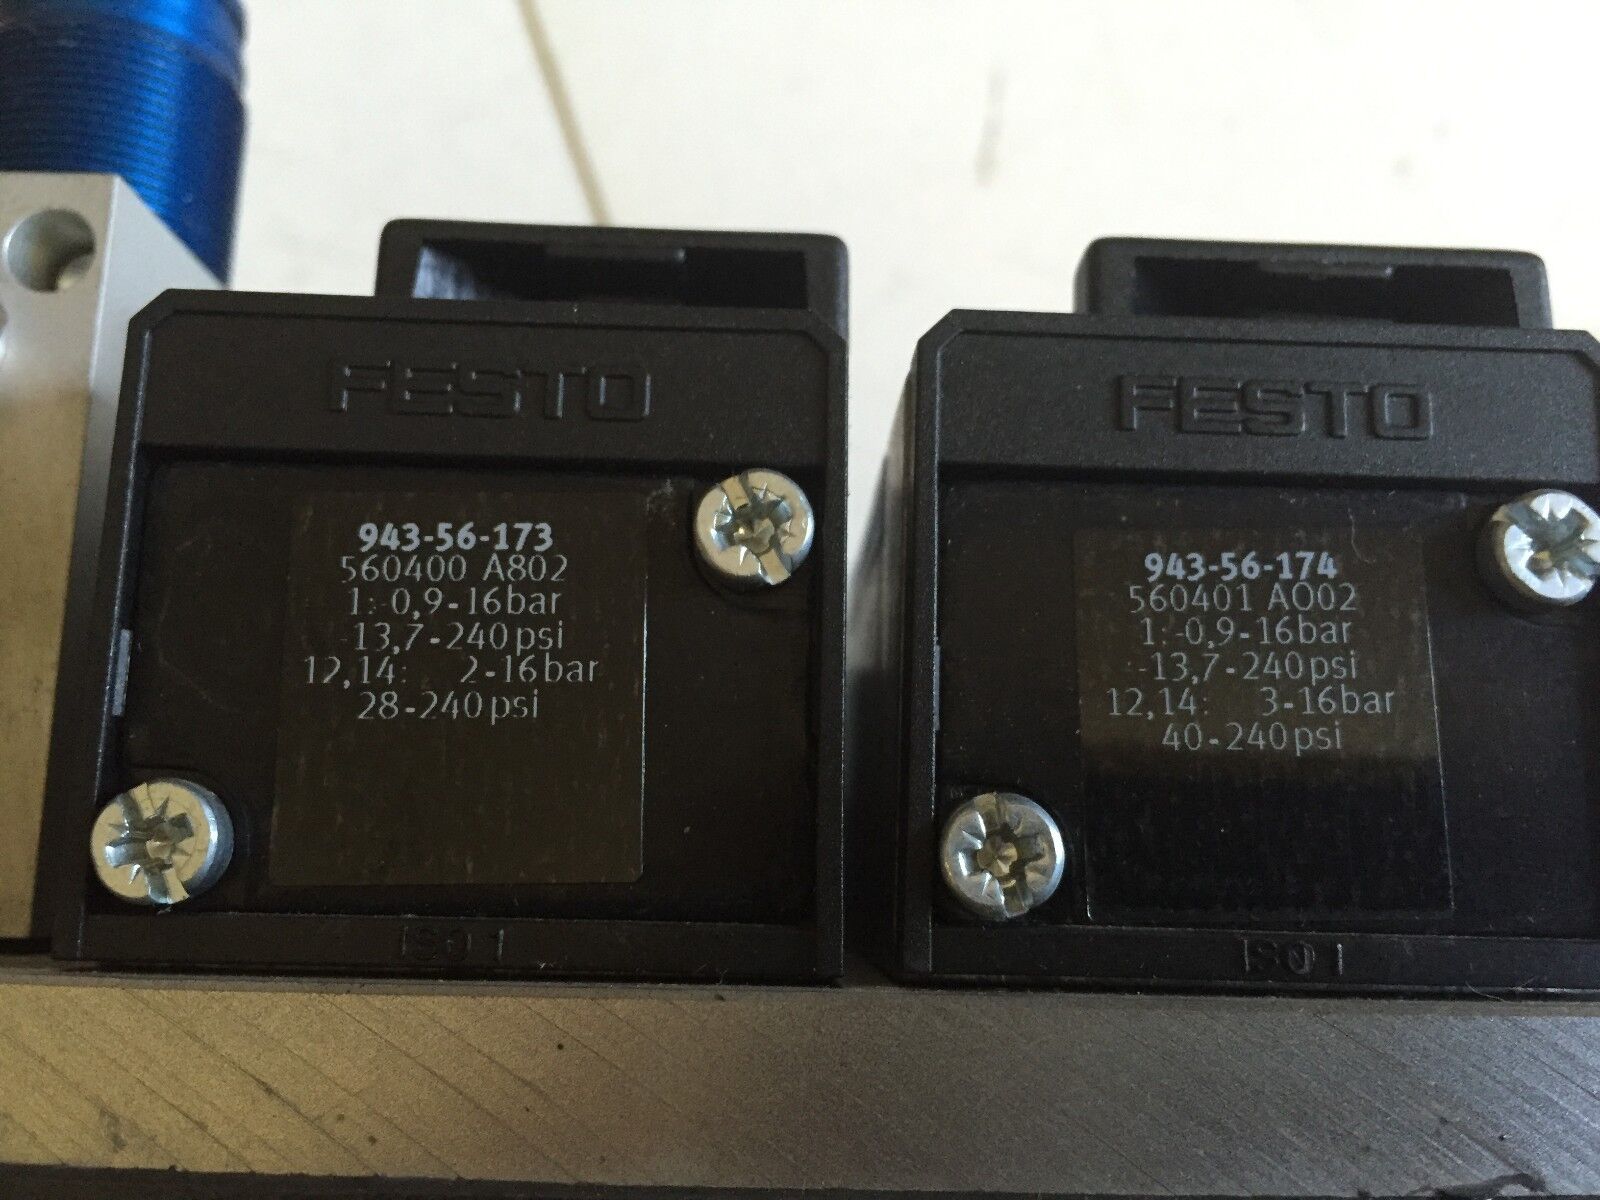 FESTO
943-56-173
560400 A802
1:-0,9-16bar
-13,7-240psi
12,14: 2-16bar
28-240psi
ISO 1
FESTO
943-56-174
560401 AO02
1:-0,9-16bar
-13,7-240psi
12,14: 3-16bar
40-240psi
ISO 1